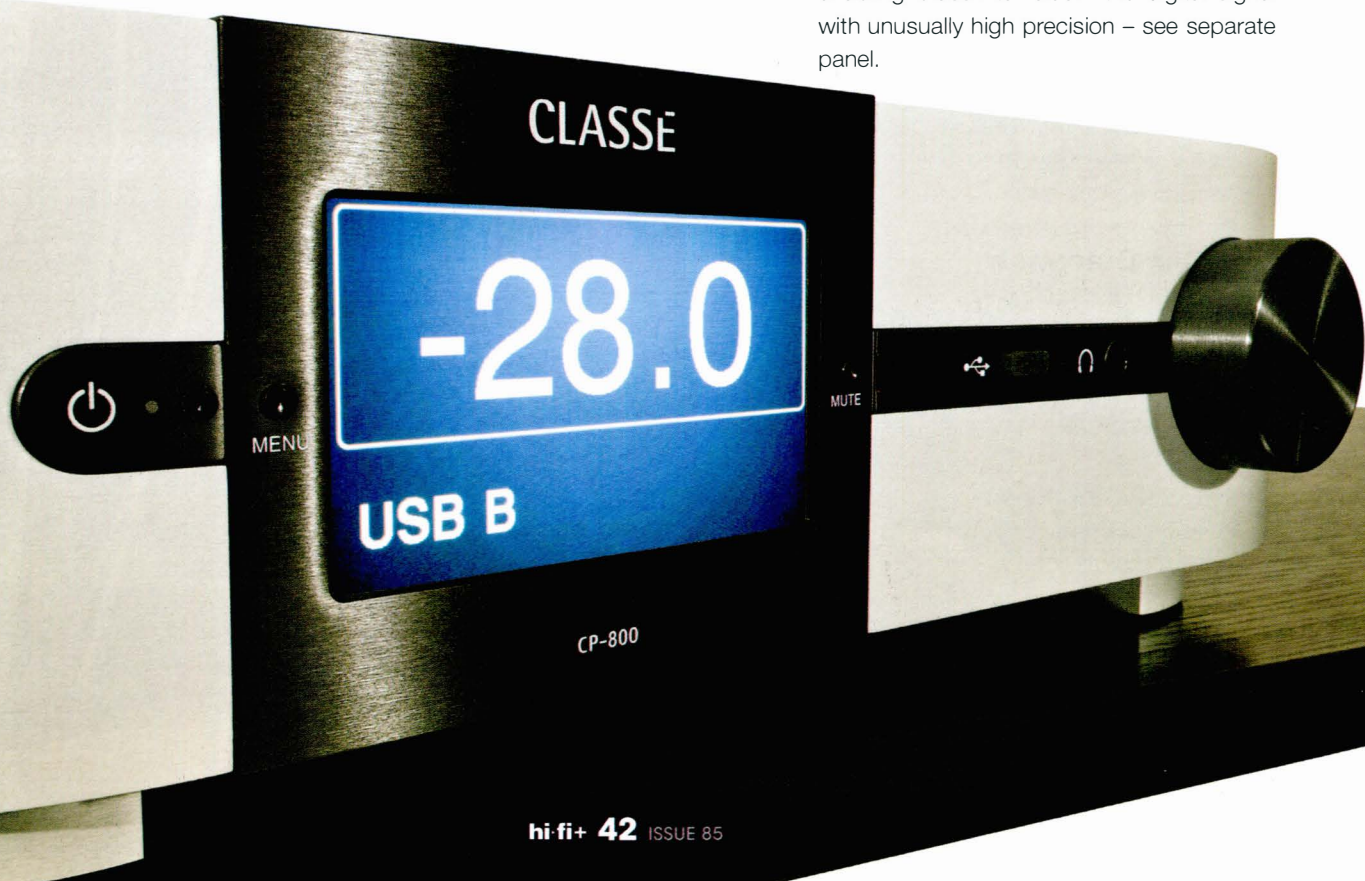 with unusually high precision – see separate
panel.
CLASSÉ
-28.0
MENU
MUTE
USB B
CP-800
hi·fi+ 42 ISSUE 85